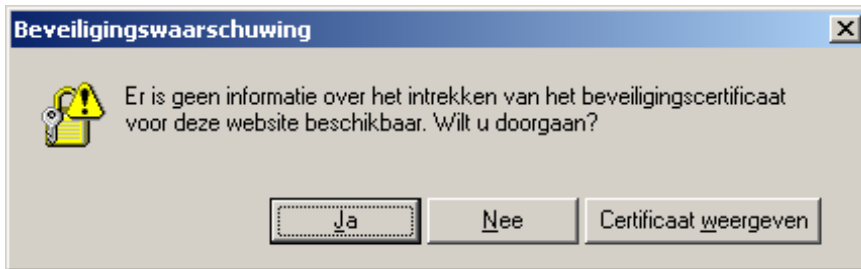 Beveiligingswaarschuwing
Er is geen informatie over het intrekken van het beveiligingscertificaat
voor deze website beschikbaar. Wilt u doorgaan?
Ja Nee Certificaat weergeven